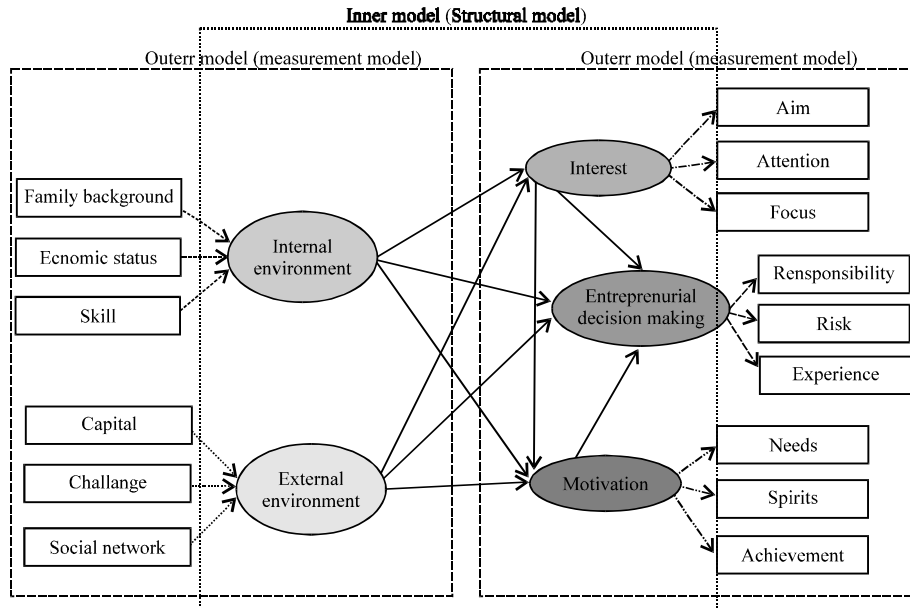 Inner model (Structural model)
Outerr model (measurement model)
Outerr model (measurement model)
Family background
Ecnomic status
Skill
Internal
environment
Capital
Challange
Social network
External
environment
Interest
Entreprenurial
decision making
Motivation
Aim
Attention
Focus
Rensponsibility
Risk
Experience
Needs
Spirits
Achievement